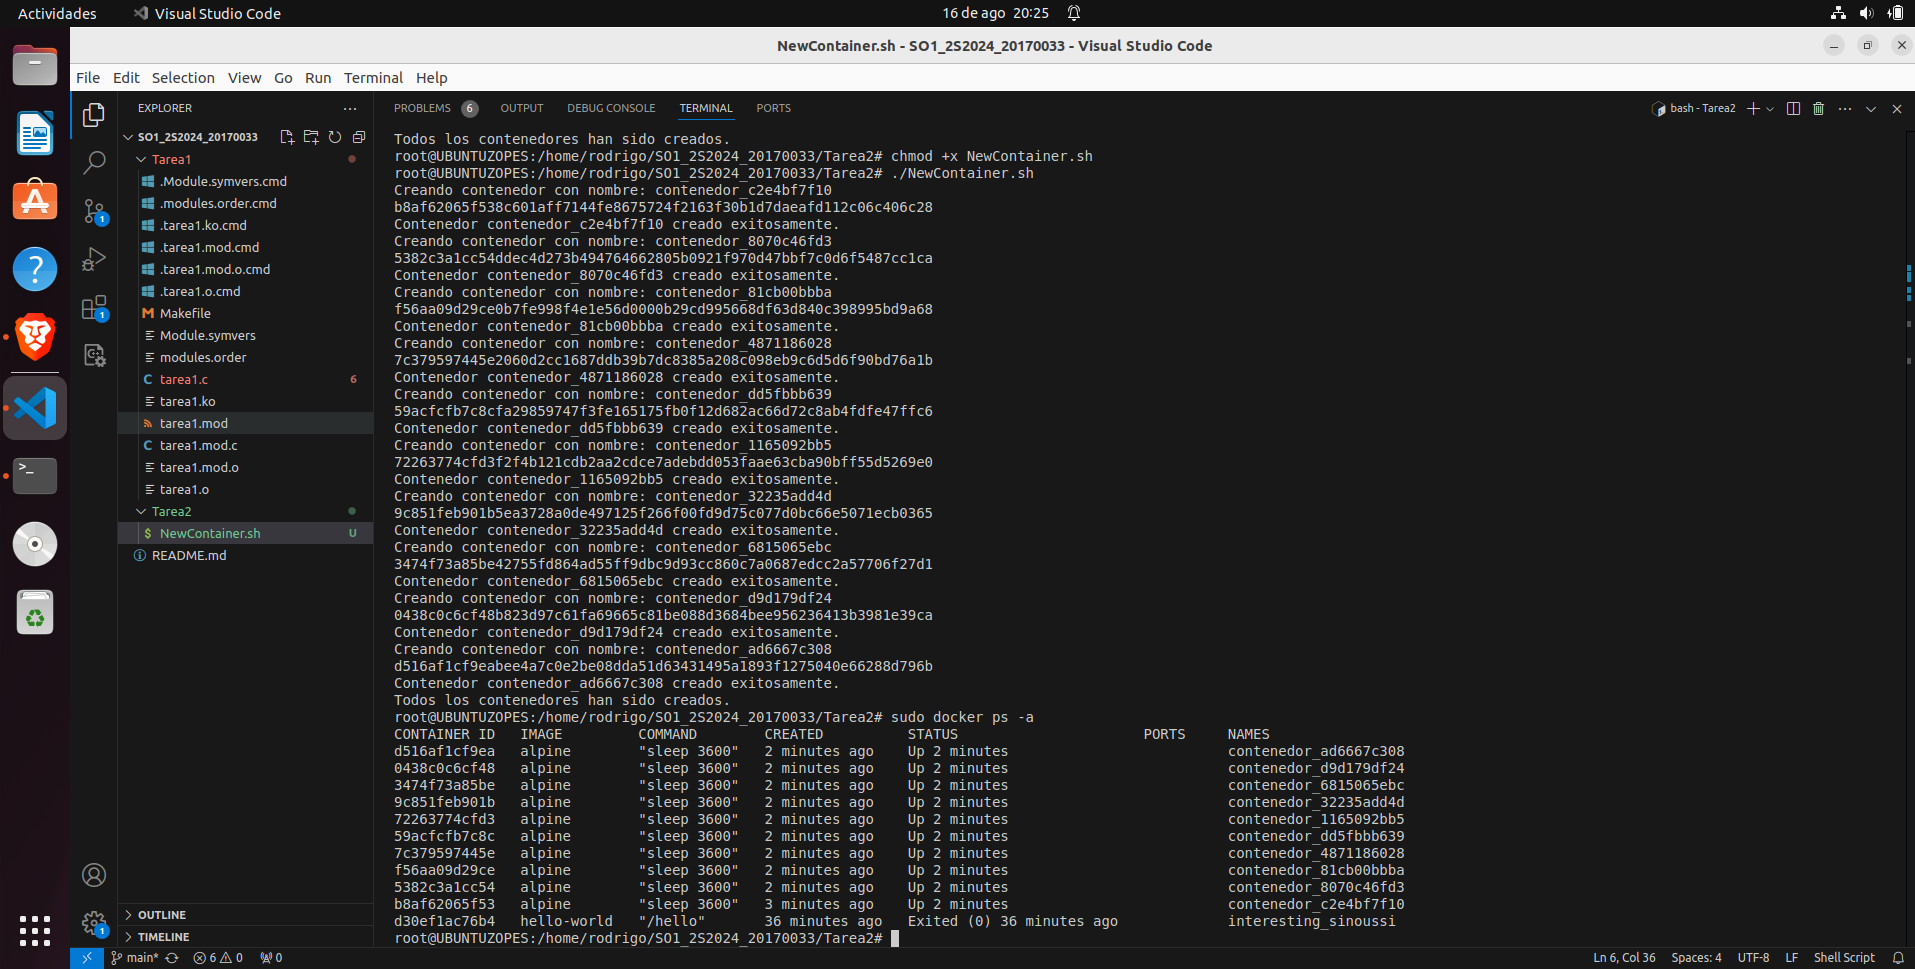 Actividades
Visual Studio Code
16 de ago 20:25
NewContainer.sh - SO1_2S2024_20170033 - Visual Studio Code
File Edit Selection View Go Run Terminal Help
EXPLORER
SO1_2S2024_20170033
Tarea1
.Module.symvers.cmd
.modules.order.cmd
.tarea1.ko.cmd
.tarea1.mod.cmd
.tarea1.mod.o.cmd
.tarea1.o.cmd
Makefile
Module.symvers
modules.order
tarea1.c 6
tarea1.ko
tarea1.mod
tarea1.mod.c
tarea1.mod.o
tarea1.o
Tarea2
NewContainer.sh U
README.md
OUTLINE
TIMELINE
PROBLEMS 6 OUTPUT DEBUG CONSOLE TERMINAL PORTS
bash - Tarea2
Todos los contenedores han sido creados.
root@UBUNTUZOPES:/home/rodrigo/SO1_2S2024_20170033/Tarea2# chmod +x NewContainer.sh
root@UBUNTUZOPES:/home/rodrigo/SO1_2S2024_20170033/Tarea2# ./NewContainer.sh
Creando contenedor con nombre: contenedor_c2e4bf7f10
b8af62065f538c601aff7144fe8675724f2163f30b1d7daeafd112c06c406c28
Contenedor contenedor_c2e4bf7f10 creado exitosamente.
Creando contenedor con nombre: contenedor_8070c46fd3
5382c3a1cc54ddec4d273b494764662805b0921f970d47bbf7c0d6f5487cc1ca
Contenedor contenedor_8070c46fd3 creado exitosamente.
Creando contenedor con nombre: contenedor_81cb00bbba
f56aa09d29ce0b7fe998f4e1e56d0000b29cd995668df63d840c398995bd9a68
Contenedor contenedor_81cb00bbba creado exitosamente.
Creando contenedor con nombre: contenedor_4871186028
7c379597445e2060d2cc1687ddb39b7dc8385a208c098eb9c6d5d6f90bd76a1b
Contenedor contenedor_4871186028 creado exitosamente.
Creando contenedor con nombre: contenedor_dd5fbbb639
59acfcfb7c8cfa29859747f3fe165175fb0f12d682ac66d72c8ab4fdfe47ffc6
Contenedor contenedor_dd5fbbb639 creado exitosamente.
Creando contenedor con nombre: contenedor_1165092bb5
72263774cfd3f2f4b121cdb2aa2cdce7adebdd053faae63cba90bff55d5269e0
Contenedor contenedor_1165092bb5 creado exitosamente.
Creando contenedor con nombre: contenedor_32235add4d
9c851feb901b5ea3728a0de497125f266f00fd9d75c077d0bc66e5071ecb0365
Contenedor contenedor_32235add4d creado exitosamente.
Creando contenedor con nombre: contenedor_6815065ebc
3474f73a85be42755fd864ad55ff9dbc9d93cc860c7a0687edcc2a57706f27d1
Contenedor contenedor_6815065ebc creado exitosamente.
Creando contenedor con nombre: contenedor_d9d179df24
0438c0c6cf48b823d97c61fa69665c81be088d3684bee956236413b3981e39ca
Contenedor contenedor_d9d179df24 creado exitosamente.
Creando contenedor con nombre: contenedor_ad6667c308
d516af1cf9eabee4a7c0e2be08dda51d63431495a1893f1275040e66288d796b
Contenedor contenedor_ad6667c308 creado exitosamente.
Todos los contenedores han sido creados.
root@UBUNTUZOPES:/home/rodrigo/SO1_2S2024_20170033/Tarea2# sudo docker ps -a
CONTAINER ID IMAGE COMMAND CREATED STATUS PORTS NAMES
d516af1cf9ea alpine "sleep 3600" 2 minutes ago Up 2 minutes contenedor_ad6667c308
0438c0c6cf48 alpine "sleep 3600" 2 minutes ago Up 2 minutes contenedor_d9d179df24
3474f73a85be alpine "sleep 3600" 2 minutes ago Up 2 minutes contenedor_6815065ebc
9c851feb901b alpine "sleep 3600" 2 minutes ago Up 2 minutes contenedor_32235add4d
72263774cfd3 alpine "sleep 3600" 2 minutes ago Up 2 minutes contenedor_1165092bb5
59acfcfb7c8c alpine "sleep 3600" 2 minutes ago Up 2 minutes contenedor_dd5fbbb639
7c379597445e alpine "sleep 3600" 2 minutes ago Up 2 minutes contenedor_4871186028
f56aa09d29ce alpine "sleep 3600" 2 minutes ago Up 2 minutes contenedor_81cb00bbba
5382c3a1cc54 alpine "sleep 3600" 2 minutes ago Up 2 minutes contenedor_8070c46fd3
b8af62065f53 alpine "sleep 3600" 3 minutes ago Up 2 minutes contenedor_c2e4bf7f10
d30ef1ac76b4 hello-world "/hello" 36 minutes ago Exited (0) 36 minutes ago interesting_sinoussi
root@UBUNTUZOPES:/home/rodrigo/SO1_2S2024_20170033/Tarea2#
main* 6 0 0
Ln 6, Col 36 Spaces: 4 UTF-8 LF Shell Script